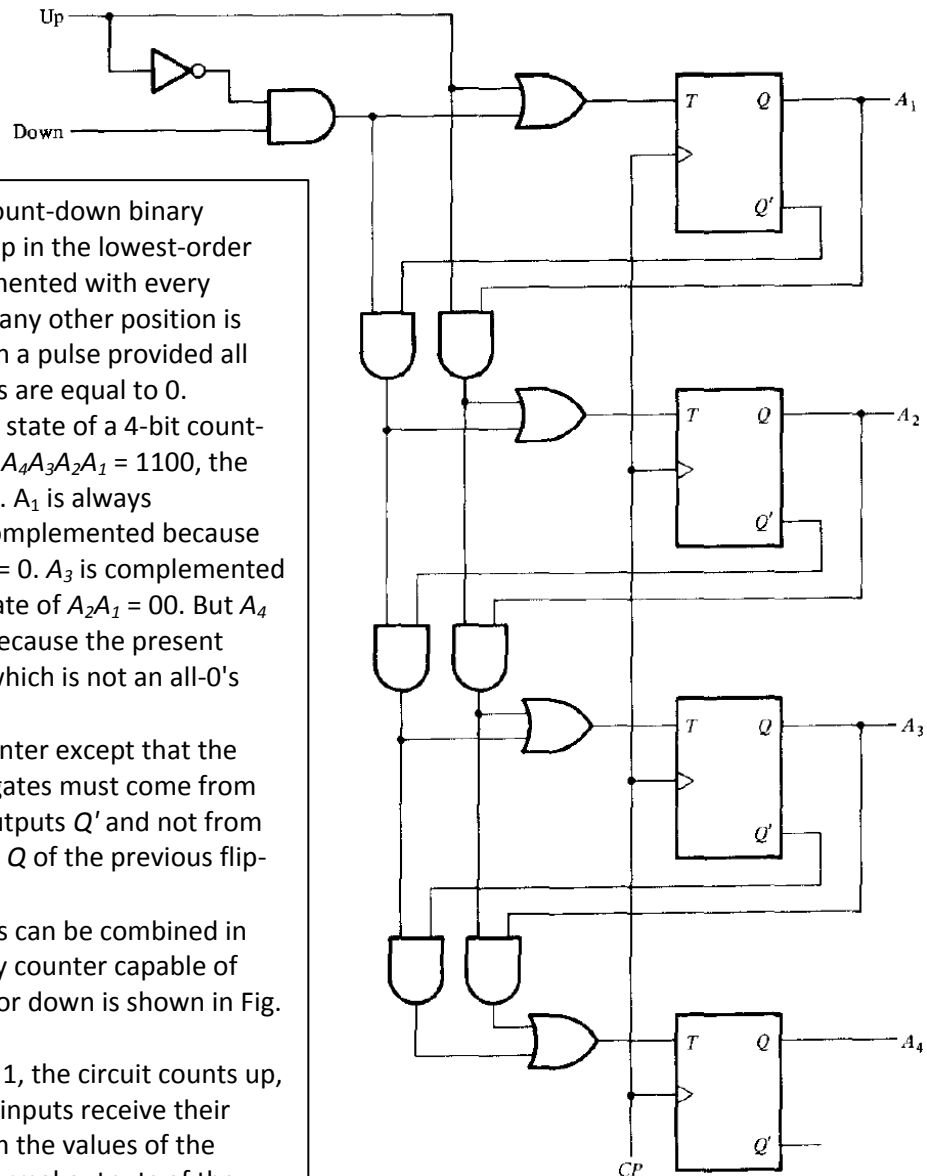 Up
Down
T Q A1
Q'
T Q A2
Q'
T Q A3
Q'
T Q A4
Q'
CP
ount-down binary
p in the lowest-order
nented with every
any other position is
n a pulse provided all
s are equal to 0.
state of a 4-bit count-
A4A3A2A1 = 1100, the
. A1 is always
omplemented because
= 0. A3 is complemented
ate of A2A1 = 00. But A4
ecause the present
which is not an all-0's
nter except that the
gates must come from
utputs Q' and not from
Q of the previous flip-
s can be combined in
y counter capable of
or down is shown in Fig.
1, the circuit counts up,
inputs receive their
m the values of the